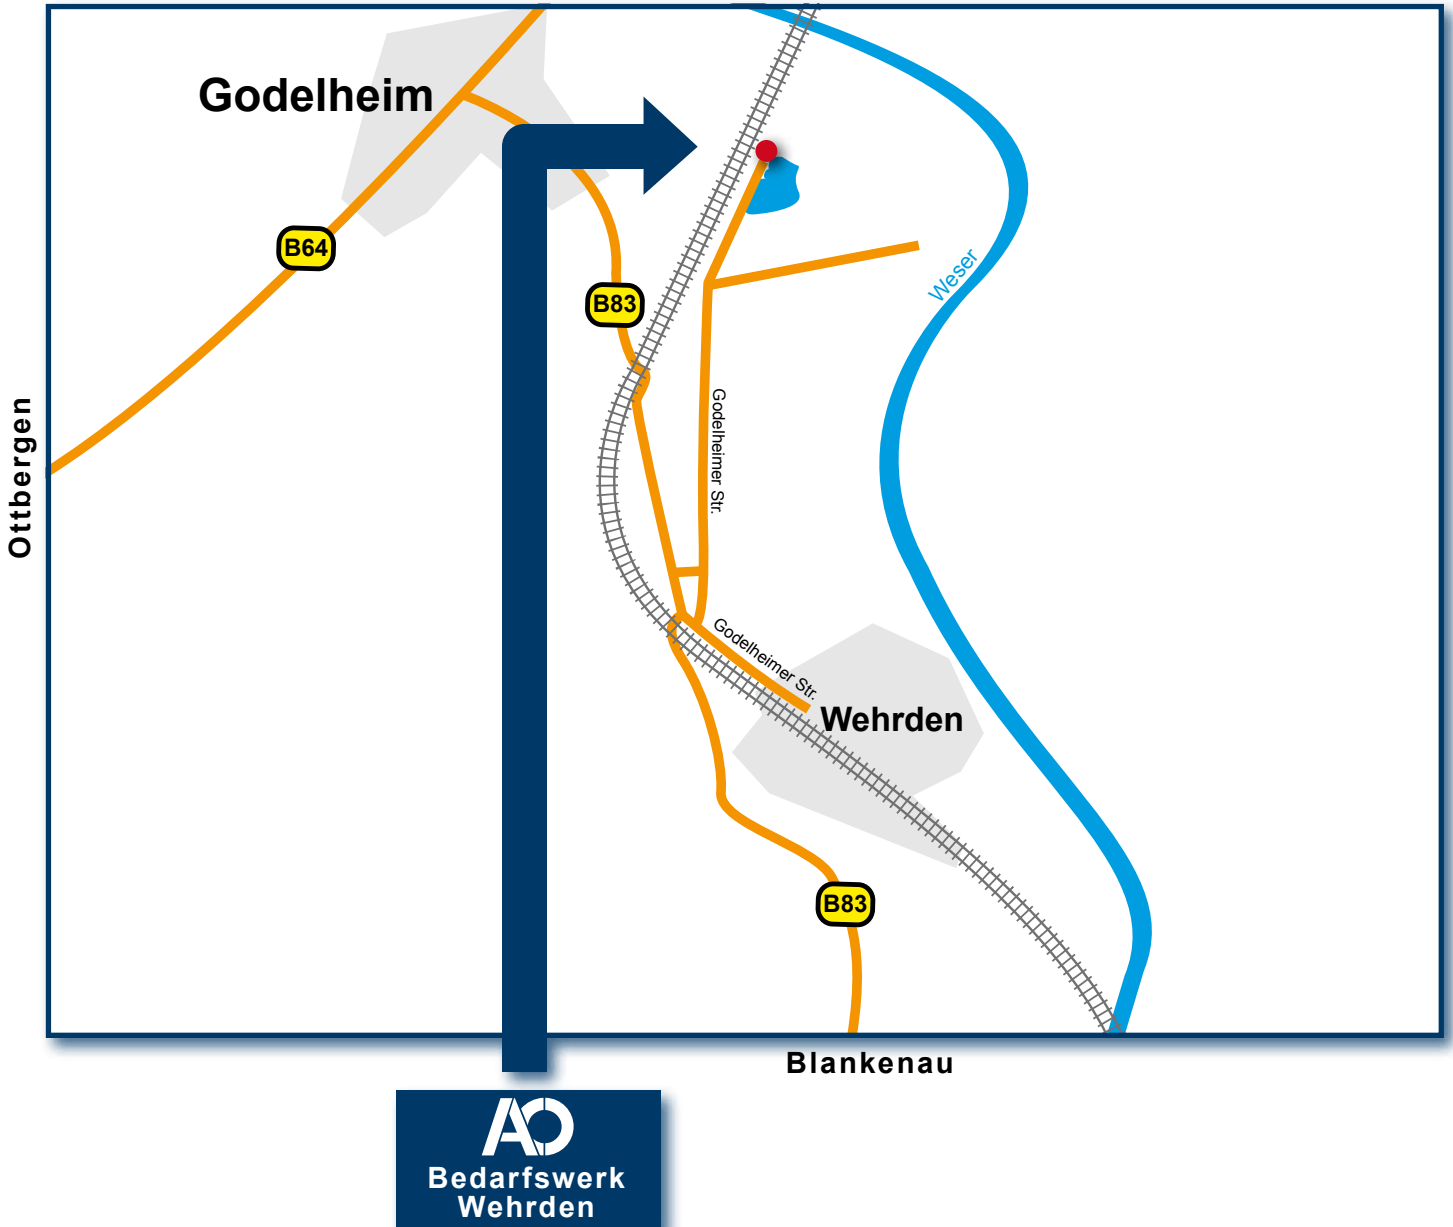 Godelheim
B64
B83
Weser
Ottbergen
Godelheimer Str.
Godelheimer Str.
Wehrden
B83
Blankenau
AO
Bedarfswerk
Wehrden